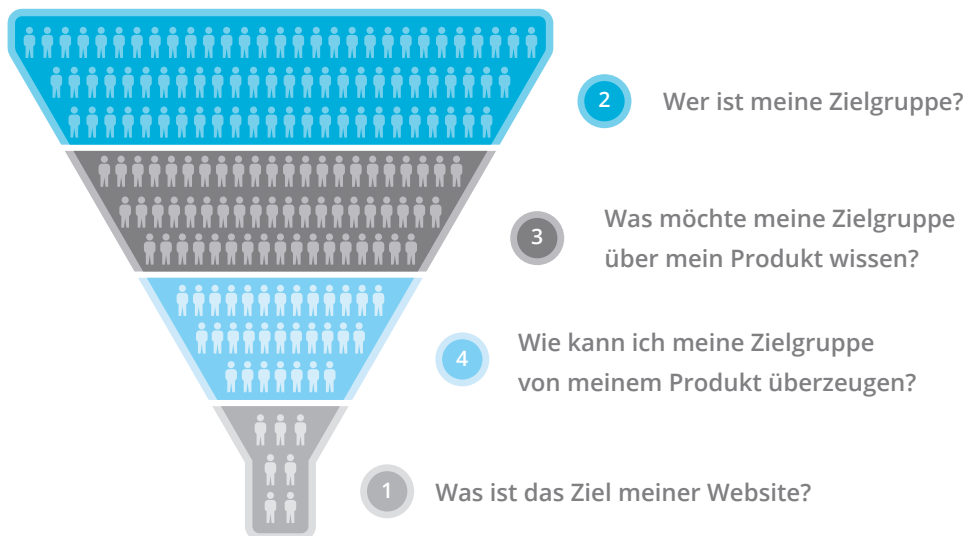 2 Wer ist meine Zielgruppe?
3 Was möchte meine Zielgruppe
über mein Produkt wissen?
4 Wie kann ich meine Zielgruppe
von meinem Produkt überzeugen?
1 Was ist das Ziel meiner Website?